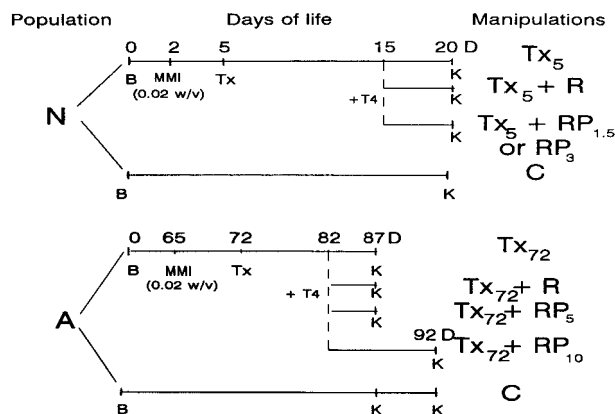 Population Days of life Manipulations
0 2 5 15 20 D Tx5
B MMI Tx K
(0.02 w/v)
Tx5 + R
K
+ T4
N
Tx5 + RP1.5
K
or RP3
C
B K
0 65 72 82 87 D Tx72
B MMI Tx K
(0.02 w/v)
Tx72 + R
+ T4
K
Tx72 + RP5
K
A
92 D
Tx72 + RP10
K
C
B K K